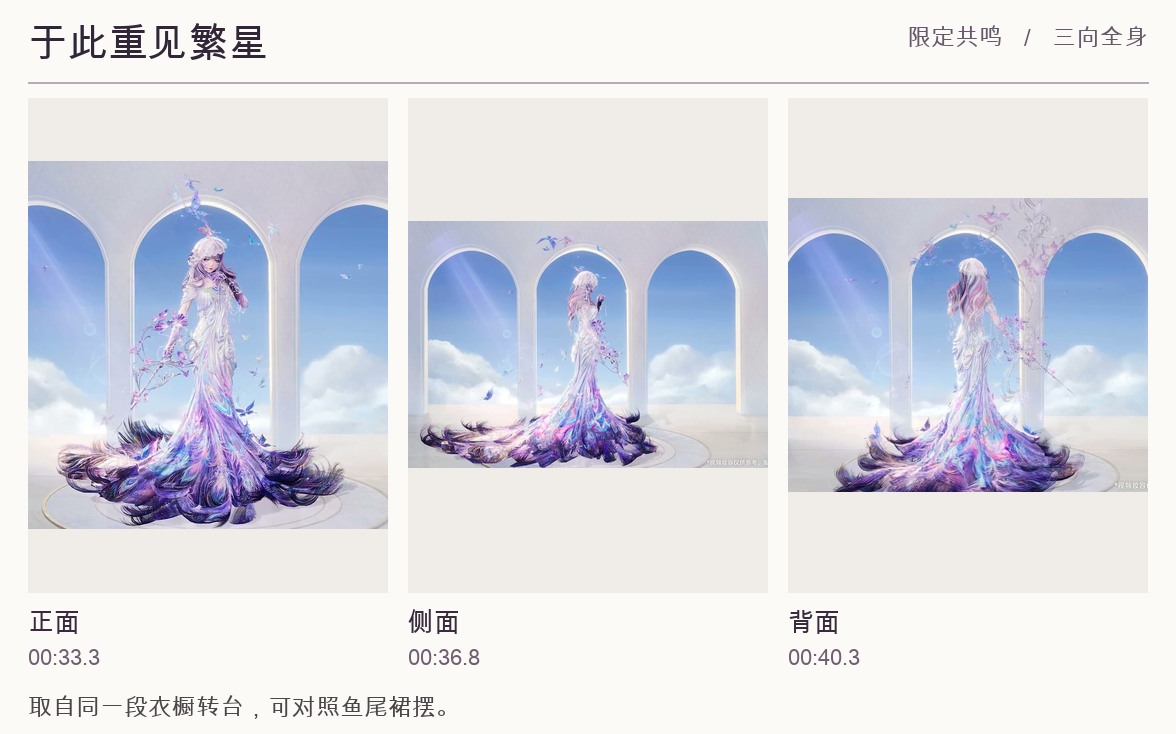 于此重见繁星
限定共鸣 / 三向全身
正面
00:33.3
侧面
00:36.8
背面
00:40.3
取自同一段衣橱转台，可对照鱼尾裙摆。